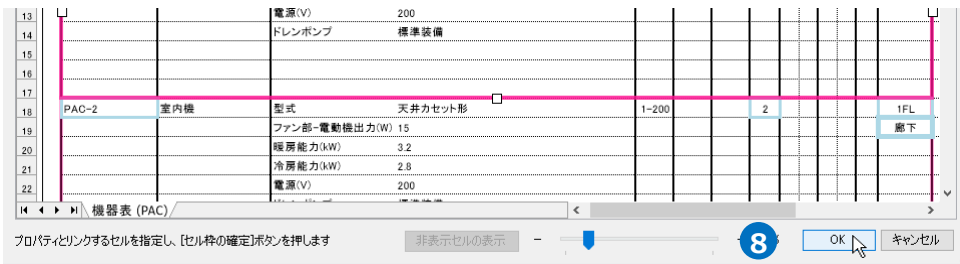 13 電源(V) 200
14 ドレンポンプ 標準装備
15
16
17
18 PAC-2 室内機 型式 天井カセット形 1-200 2 1FL
19 ファン部-電動機出力(W) 15 廊下
20 暖房能力(kW) 3.2
21 冷房能力(kW) 2.8
22 電源(V) 200
機器表 (PAC)
プロパティとリンクするセルを指定し、[セル枠の確定]ボタンを押します 非表示セルの表示 - 8 OK キャンセル